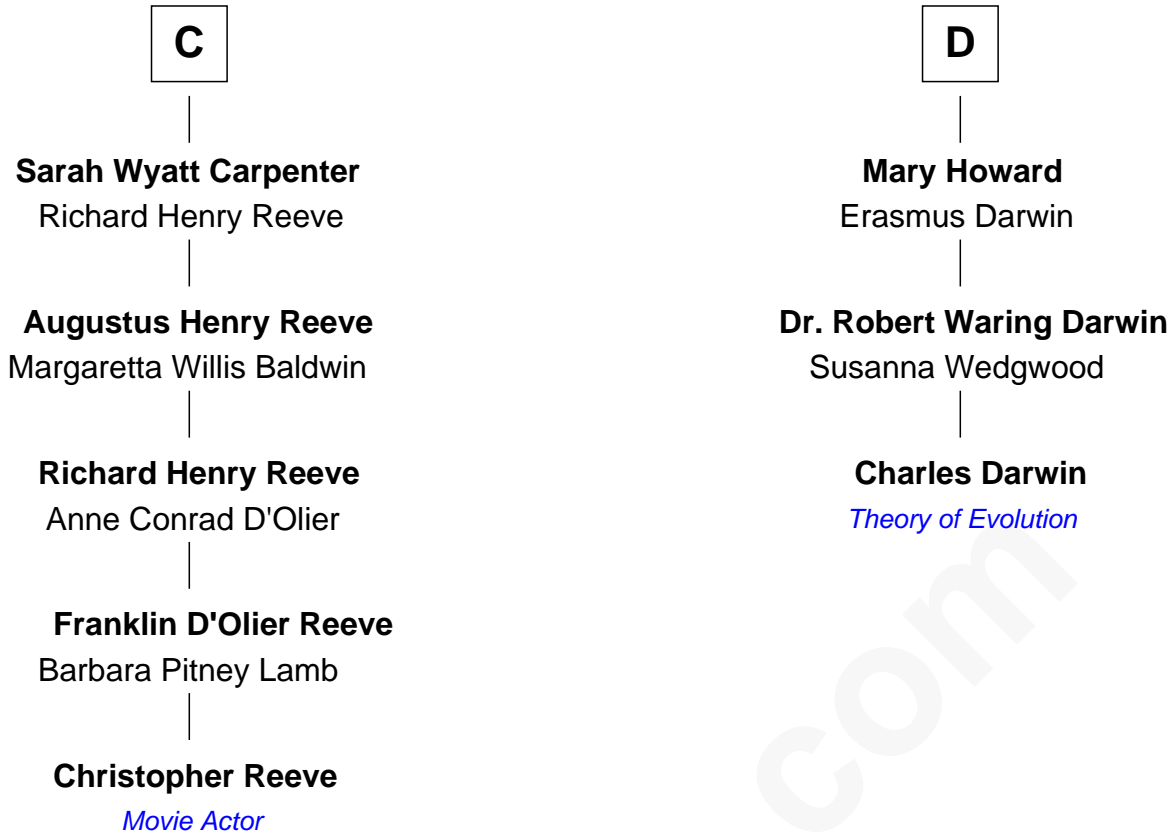 C
Sarah Wyatt Carpenter
Richard Henry Reeve
Augustus Henry Reeve
Margaretta Willis Baldwin
Richard Henry Reeve
Anne Conrad D'Olier
Franklin D'Olier Reeve
Barbara Pitney Lamb
Christopher Reeve
Movie Actor
D
Mary Howard
Erasmus Darwin
Dr. Robert Waring Darwin
Susanna Wedgwood
Charles Darwin
Theory of Evolution
com